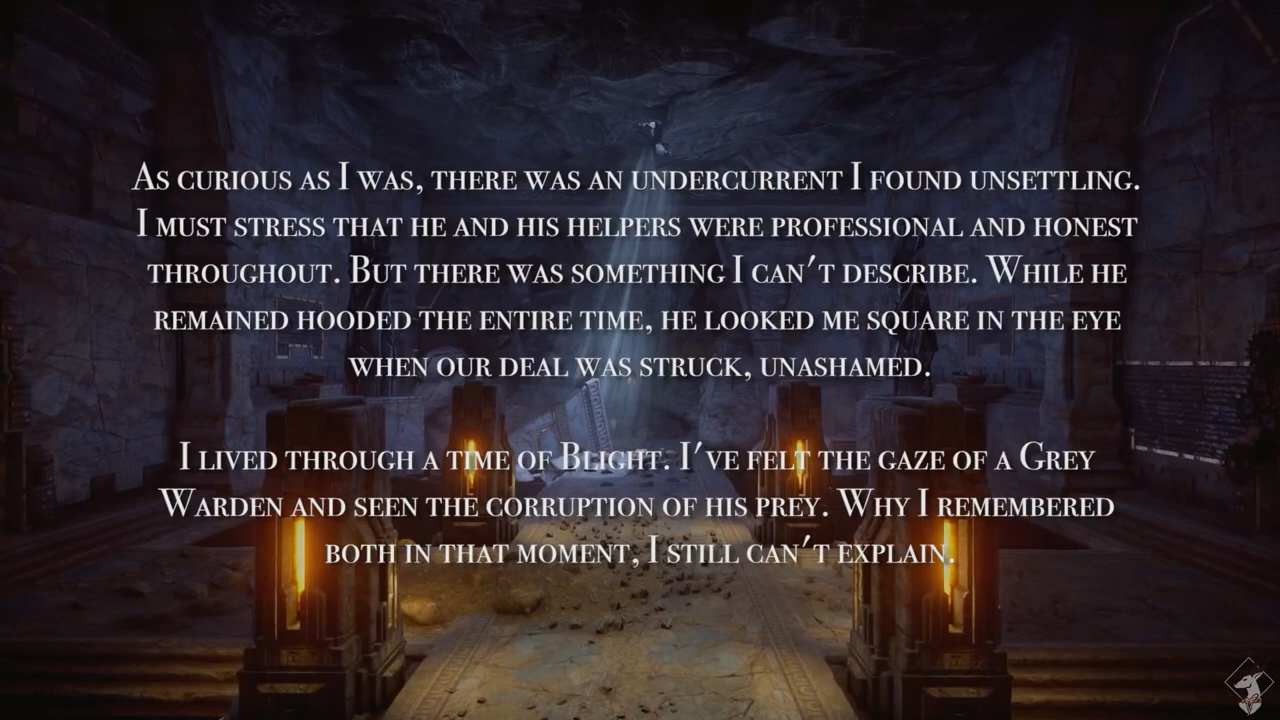 As curious as I was, there was an undercurrent I found unsettling.
I must stress that he and his helpers were professional and honest
throughout. But there was something I can't describe. While he
remained hooded the entire time, he looked me square in the eye
when our deal was struck, unashamed.
I lived through a time of Blight. I've felt the gaze of a Grey
Warden and seen the corruption of his prey. Why I remembered
both in that moment, I still can't explain.